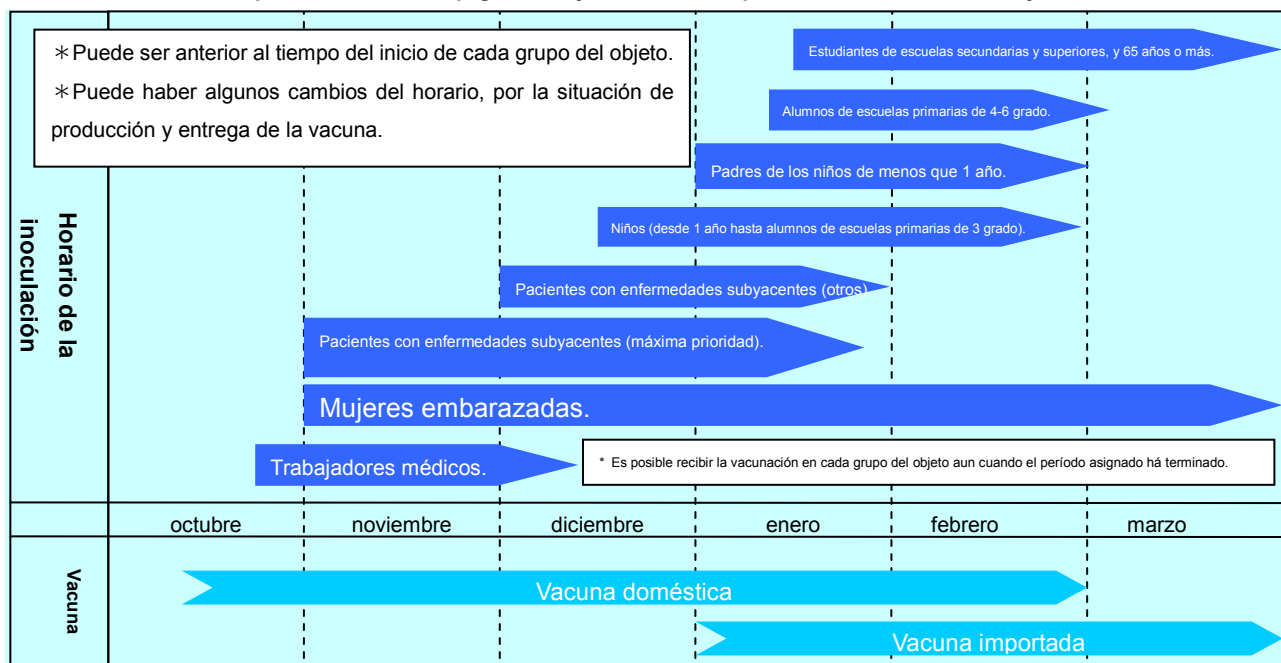 ＊Puede ser anterior al tiempo del inicio de cada grupo del objeto.
＊Puede haber algunos cambios del horario, por la situación de
producción y entrega de la vacuna.
Estudiantes de escuelas secundarias y superiores, y 65 años o más.
Alumnos de escuelas primarias de 4-6 grado.
Padres de los niños de menos que 1 año.
Niños (desde 1 año hasta alumnos de escuelas primarias de 3 grado).
Pacientes con enfermedades subyacentes (otros)
Pacientes con enfermedades subyacentes (máxima prioridad).
Mujeres embarazadas.
Trabajadores médicos.
* Es posible recibir la vacunación en cada grupo del objeto aun cuando el período asignado há terminado.
Horario de la
inoculación
octubre noviembre diciembre enero febrero marzo
Vacuna
Vacuna doméstica
Vacuna importada